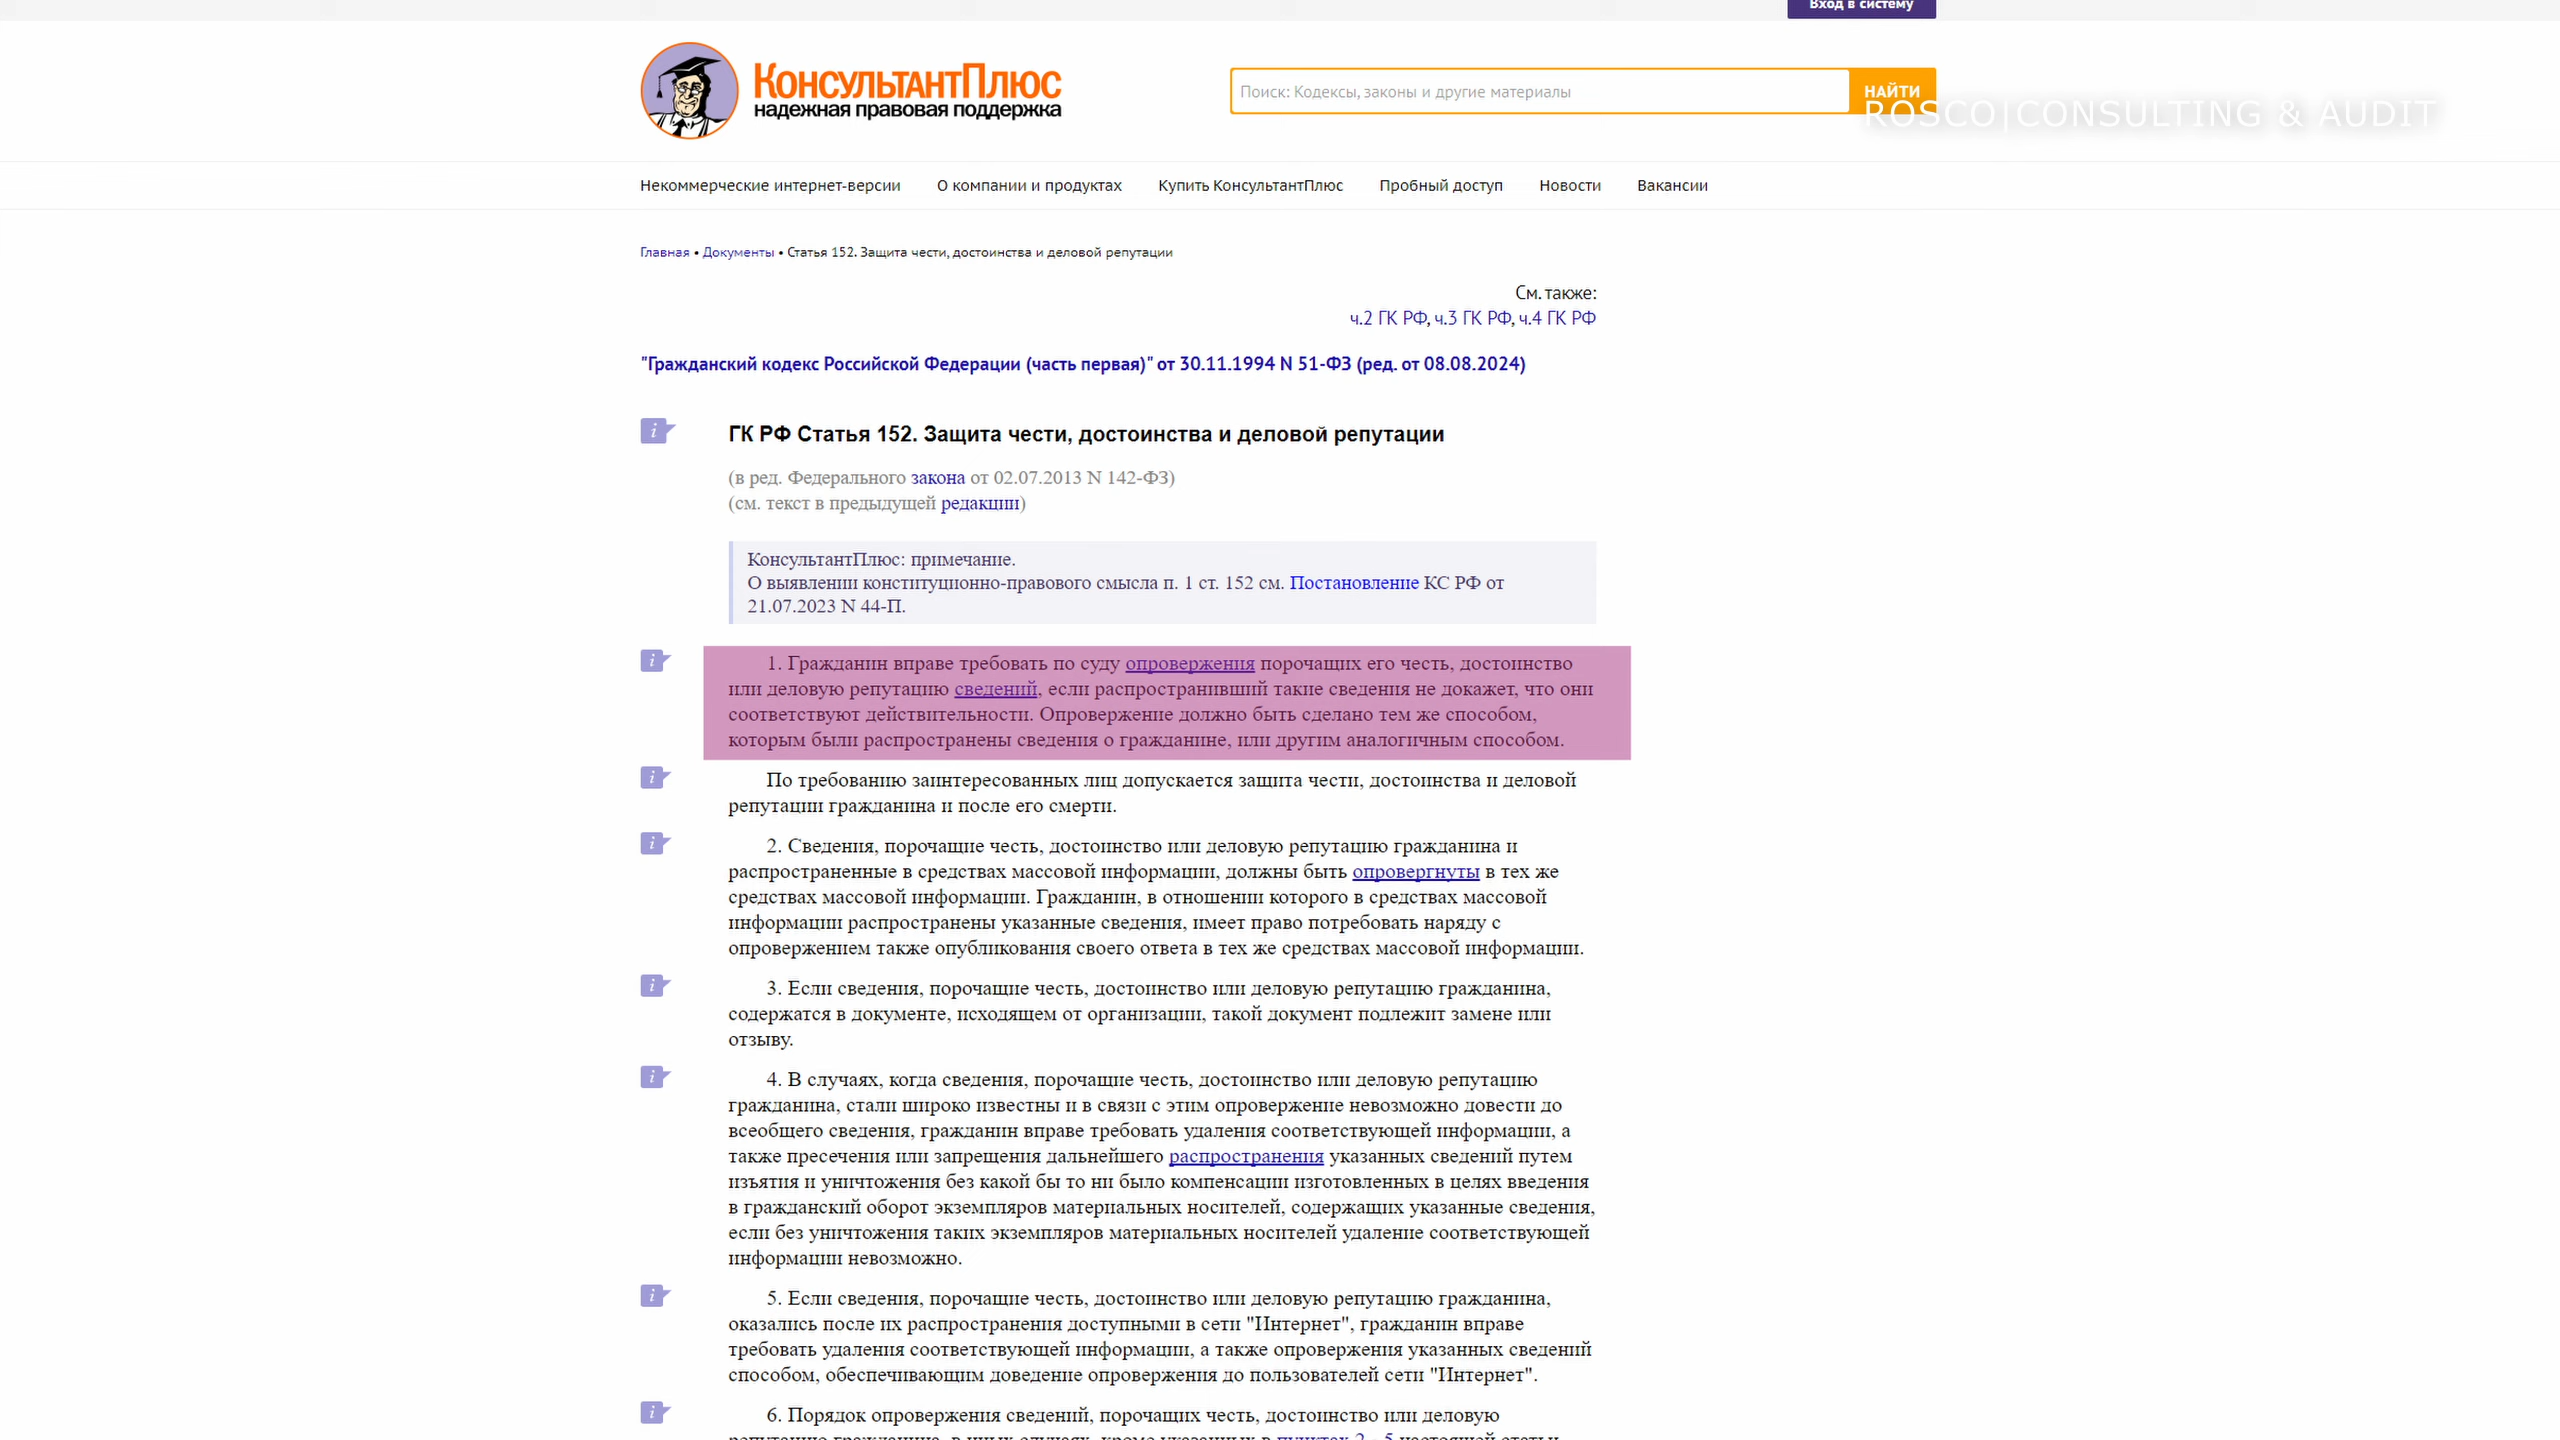 Вход в систему
КонсультантПлюс
надежная правовая поддержка
Поиск: Кодексы, законы и другие материалы
НАЙТИ
ROSCO|CONSULTING & AUDIT
Некоммерческие интернет-версии О компании и продуктах Купить КонсультантПлюс Пробный доступ Новости Вакансии
Главная • Документы • Статья 152. Защита чести, достоинства и деловой репутации
См. также:
ч.2 ГК РФ, ч.3 ГК РФ, ч.4 ГК РФ
"Гражданский кодекс Российской Федерации (часть первая)" от 30.11.1994 N 51-ФЗ (ред. от 08.08.2024)
ГК РФ Статья 152. Защита чести, достоинства и деловой репутации
(в ред. Федерального закона от 02.07.2013 N 142-ФЗ)
(см. текст в предыдущей редакции)
КонсультантПлюс: примечание.
О выявлении конституционно-правового смысла п. 1 ст. 152 см. Постановление КС РФ от
21.07.2023 N 44-П.
1. Гражданин вправе требовать по суду опровержения порочащих его честь, достоинство
или деловую репутацию сведений, если распространивший такие сведения не докажет, что они
соответствуют действительности. Опровержение должно быть сделано тем же способом,
которым были распространены сведения о гражданине, или другим аналогичным способом.
По требованию заинтересованных лиц допускается защита чести, достоинства и деловой
репутации гражданина и после его смерти.
2. Сведения, порочащие честь, достоинство или деловую репутацию гражданина и
распространенные в средствах массовой информации, должны быть опровергнуты в тех же
средствах массовой информации. Гражданин, в отношении которого в средствах массовой
информации распространены указанные сведения, имеет право потребовать наряду с
опровержением также опубликования своего ответа в тех же средствах массовой информации.
3. Если сведения, порочащие честь, достоинство или деловую репутацию гражданина,
содержатся в документе, исходящем от организации, такой документ подлежит замене или
отзыву.
4. В случаях, когда сведения, порочащие честь, достоинство или деловую репутацию
гражданина, стали широко известны и в связи с этим опровержение невозможно довести до
всеобщего сведения, гражданин вправе требовать удаления соответствующей информации, а
также пресечения или запрещения дальнейшего распространения указанных сведений путем
изъятия и уничтожения без какой бы то ни было компенсации изготовленных в целях введения
в гражданский оборот экземпляров материальных носителей, содержащих указанные сведения,
если без уничтожения таких экземпляров материальных носителей удаление соответствующей
информации невозможно.
5. Если сведения, порочащие честь, достоинство или деловую репутацию гражданина,
оказались после их распространения доступными в сети "Интернет", гражданин вправе
требовать удаления соответствующей информации, а также опровержения указанных сведений
способом, обеспечивающим доведение опровержения до пользователей сети "Интернет".
6. Порядок опровержения сведений, порочащих честь, достоинство или деловую
репутацию гражданина, в иных случаях, кроме указанных в пунктах 2 - 5 настоящей статьи,